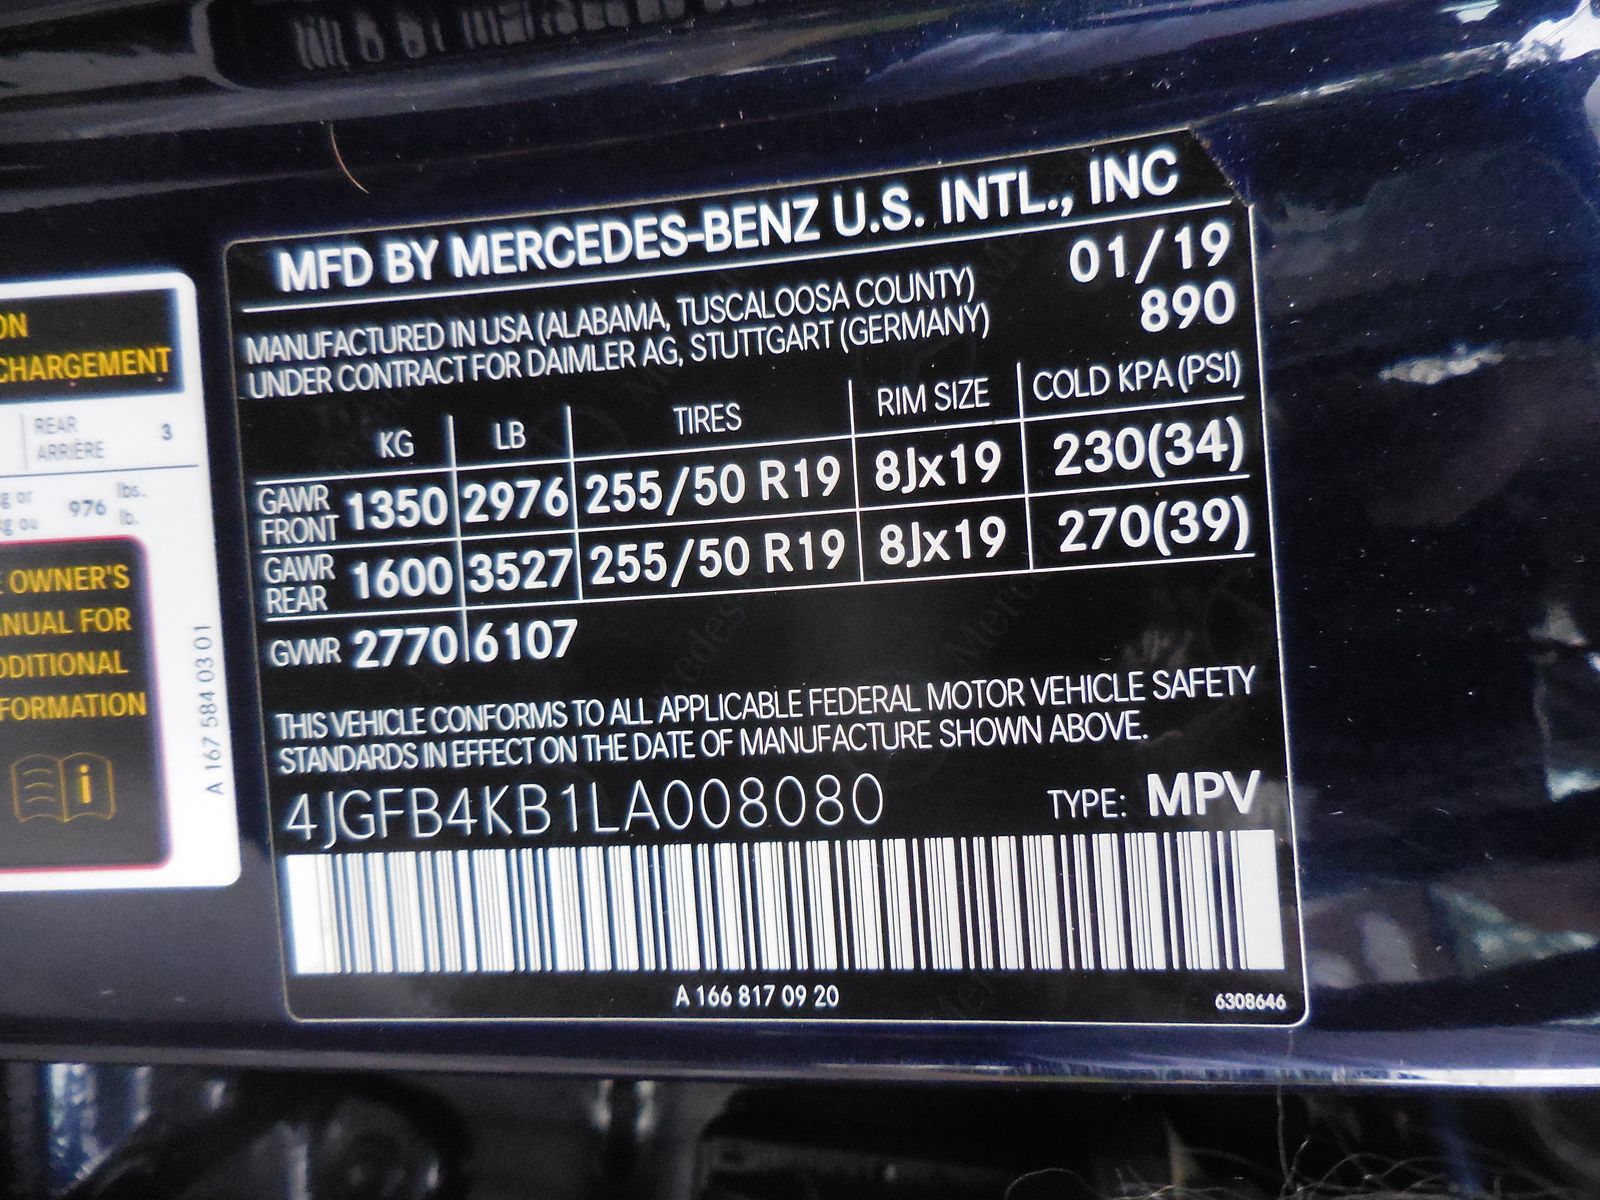 ON
CHARGEMENT
REAR
ARRIÈRE
3
g or
kg ou
976
lbs.
lb.
OWNER'S
ANUAL FOR
DDITIONAL
FORMATION
i
A 167 584 03 01
MFD BY MERCEDES-BENZ U.S. INTL., INC
MANUFACTURED IN USA (ALABAMA, TUSCALOOSA COUNTY) 01/19
UNDER CONTRACT FOR DAIMLER AG, STUTTGART (GERMANY) 890
KG LB TIRES RIM SIZE COLD KPA (PSI)
GAWR FRONT 1350 2976 255/50 R19 8Jx19 230(34)
GAWR REAR 1600 3527 255/50 R19 8Jx19 270(39)
GVWR 2770 6107
THIS VEHICLE CONFORMS TO ALL APPLICABLE FEDERAL MOTOR VEHICLE SAFETY
STANDARDS IN EFFECT ON THE DATE OF MANUFACTURE SHOWN ABOVE.
4JGFB4KB1LA008080 TYPE: MPV
A 166 817 09 20 6308646